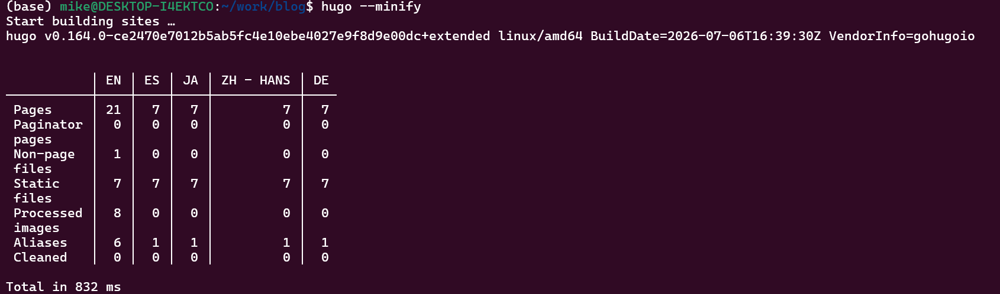 (base) mike@DESKTOP-I4EKTCO:~/work/blog$ hugo --minify
Start building sites …
hugo v0.164.0-ce2470e7012b5ab5fc4e10ebe4027e9f8d9e00dc+extended linux/amd64 BuildDate=2026-07-06T16:39:30Z VendorInfo=gohugoio
EN │ ES │ JA │ ZH - HANS │ DE
Pages │ 21 │ 7 │ 7 │ 7 │ 7
Paginator │ 0 │ 0 │ 0 │ 0 │ 0
pages
Non-page │ 1 │ 0 │ 0 │ 0 │ 0
files
Static │ 7 │ 7 │ 7 │ 7 │ 7
files
Processed │ 8 │ 0 │ 0 │ 0 │ 0
images
Aliases │ 6 │ 1 │ 1 │ 1 │ 1
Cleaned │ 0 │ 0 │ 0 │ 0 │ 0
Total in 832 ms